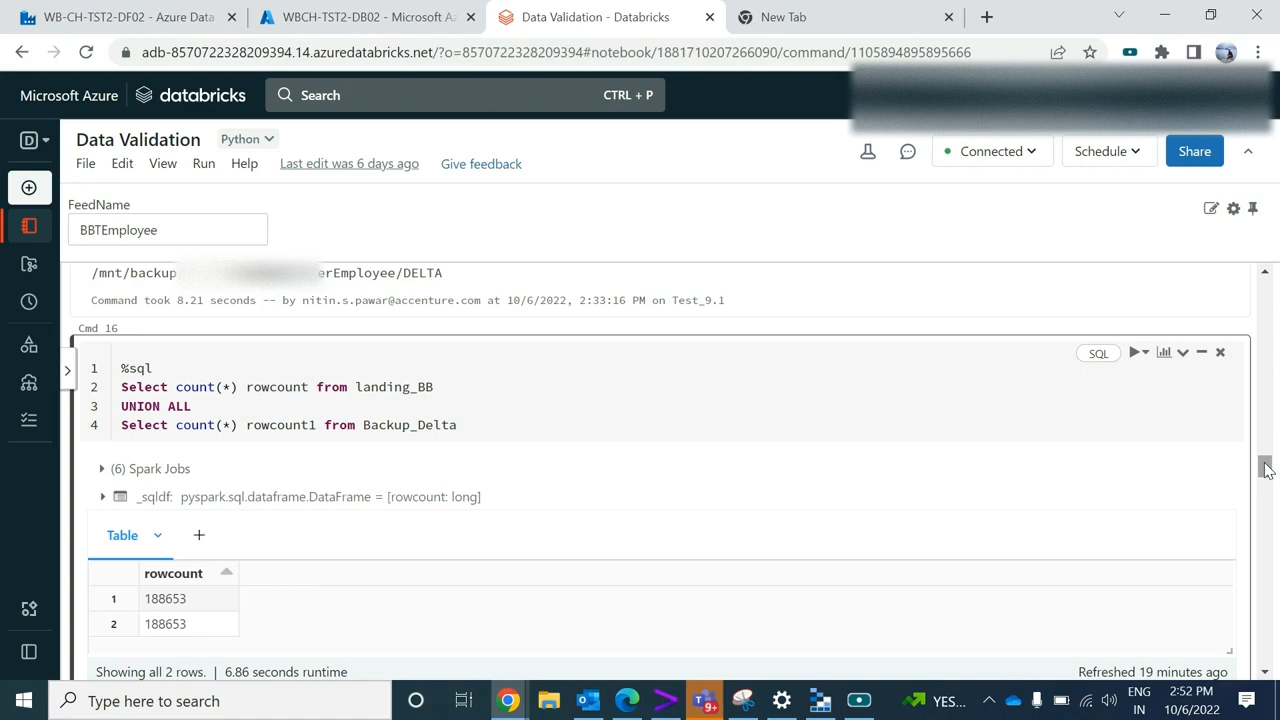 WB-CH-TST2-DF02 - Azure Data
WBCH-TST2-DB02 - Microsoft Az
Data Validation - Databricks
New Tab
adb-8570722328209394.14.azuredatabricks.net/?o=8570722328209394#notebook/1881710207266090/command/1105894895895666
Microsoft Azure
databricks
Search
CTRL + P
D
Data Validation
Python
File
Edit
View
Run
Help
Last edit was 6 days ago
Give feedback
Connected
Schedule
Share
FeedName
BBTEmployee
/mnt/backup erEmployee/DELTA
Command took 8.21 seconds -- by nitin.s.pawar@accenture.com at 10/6/2022, 2:33:16 PM on Test_9.1
Cmd 16
SQL
1 %sql
2 Select count(*) rowcount from landing_BB
3 UNION ALL
4 Select count(*) rowcount1 from Backup_Delta
(6) Spark Jobs
_sqldf: pyspark.sql.dataframe.DataFrame = [rowcount: long]
Table
rowcount
1 188653
2 188653
Showing all 2 rows. | 6.86 seconds runtime
Refreshed 19 minutes ago
Type here to search
9+
YES...
ENG
IN
2:52 PM
10/6/2022